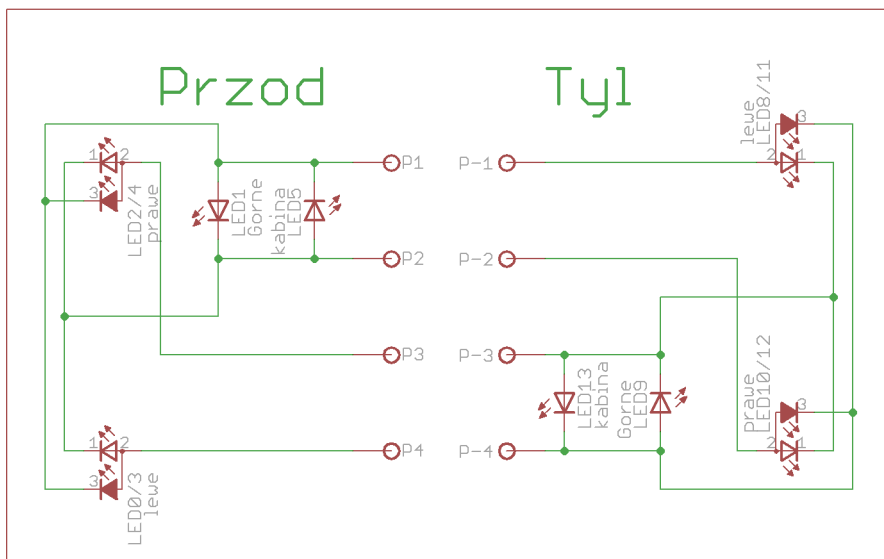 Przod
Tyl
1
2
3
LED2/4
prawe
LED1
Gorne
kabina
LED5
P1
P2
P3
P4
1
2
3
LED0/3
lewe
P-1
P-2
P-3
P-4
lewe
LED8/11
3
2
1
LED13
kabina
Gorne
LED9
Prawe
LED10/12
3
2
1